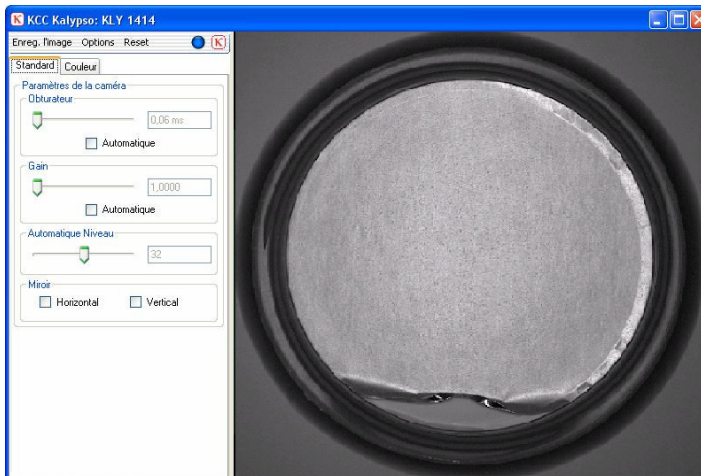 KCC Kalypso: KLY 1414
Enreg. l'image Options Reset K
Standard Couleur
Paramètres de la caméra
Obturateur
0,06 ms
Automatique
Gain
1,0000
Automatique
Automatique Niveau
32
Miroir
Horizontal Vertical